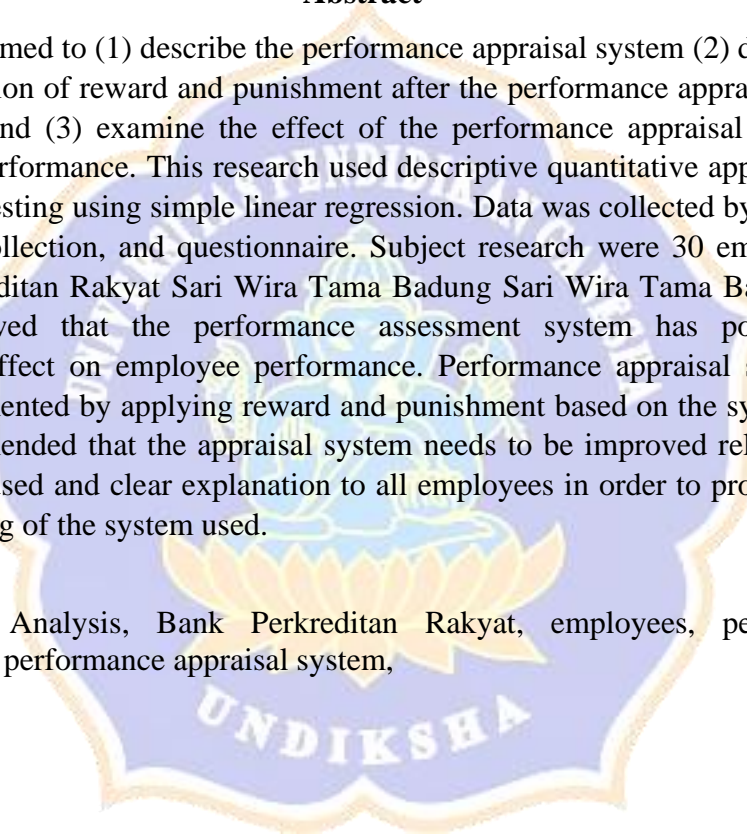 Abstract
med to (1) describe the performance appraisal system (2) d
ion of reward and punishment after the performance appra
nd (3) examine the effect of the performance appraisal
rformance. This research used descriptive quantitative app
esting using simple linear regression. Data was collected by
ollection, and questionnaire. Subject research were 30 em
ditan Rakyat Sari Wira Tama Badung Sari Wira Tama Ba
ved that the performance assessment system has po
ffect on employee performance. Performance appraisal s
ented by applying reward and punishment based on the sy
ended that the appraisal system needs to be improved rel
sed and clear explanation to all employees in order to pro
g of the system used.
Analysis, Bank Perkreditan Rakyat, employees, pe
performance appraisal system,
UNIVERSITAS PENDIDIKAN GANESHA
UNDIKSHA